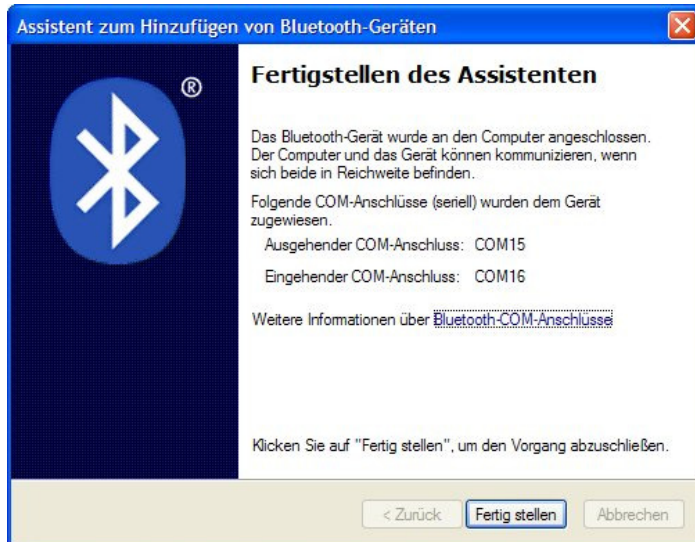 Assistent zum Hinzufügen von Bluetooth-Geräten
®
Fertigstellen des Assistenten
Das Bluetooth-Gerät wurde an den Computer angeschlossen.
Der Computer und das Gerät können kommunizieren, wenn
sich beide in Reichweite befinden.
Folgende COM-Anschlüsse (seriell) wurden dem Gerät
zugewiesen.
Ausgehender COM-Anschluss: COM15
Eingehender COM-Anschluss: COM16
Weitere Informationen über Bluetooth-COM-Anschlüsse
Klicken Sie auf "Fertig stellen", um den Vorgang abzuschließen.
< Zurück Fertig stellen Abbrechen